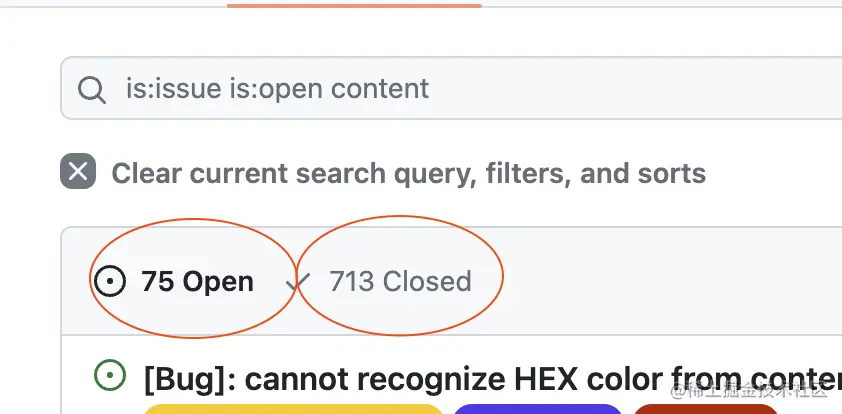 is:issue is:open content
Clear current search query, filters, and sorts
75 Open 713 Closed
[Bug]: cannot recognize HEX color from conten
@稀土掘金技术社区